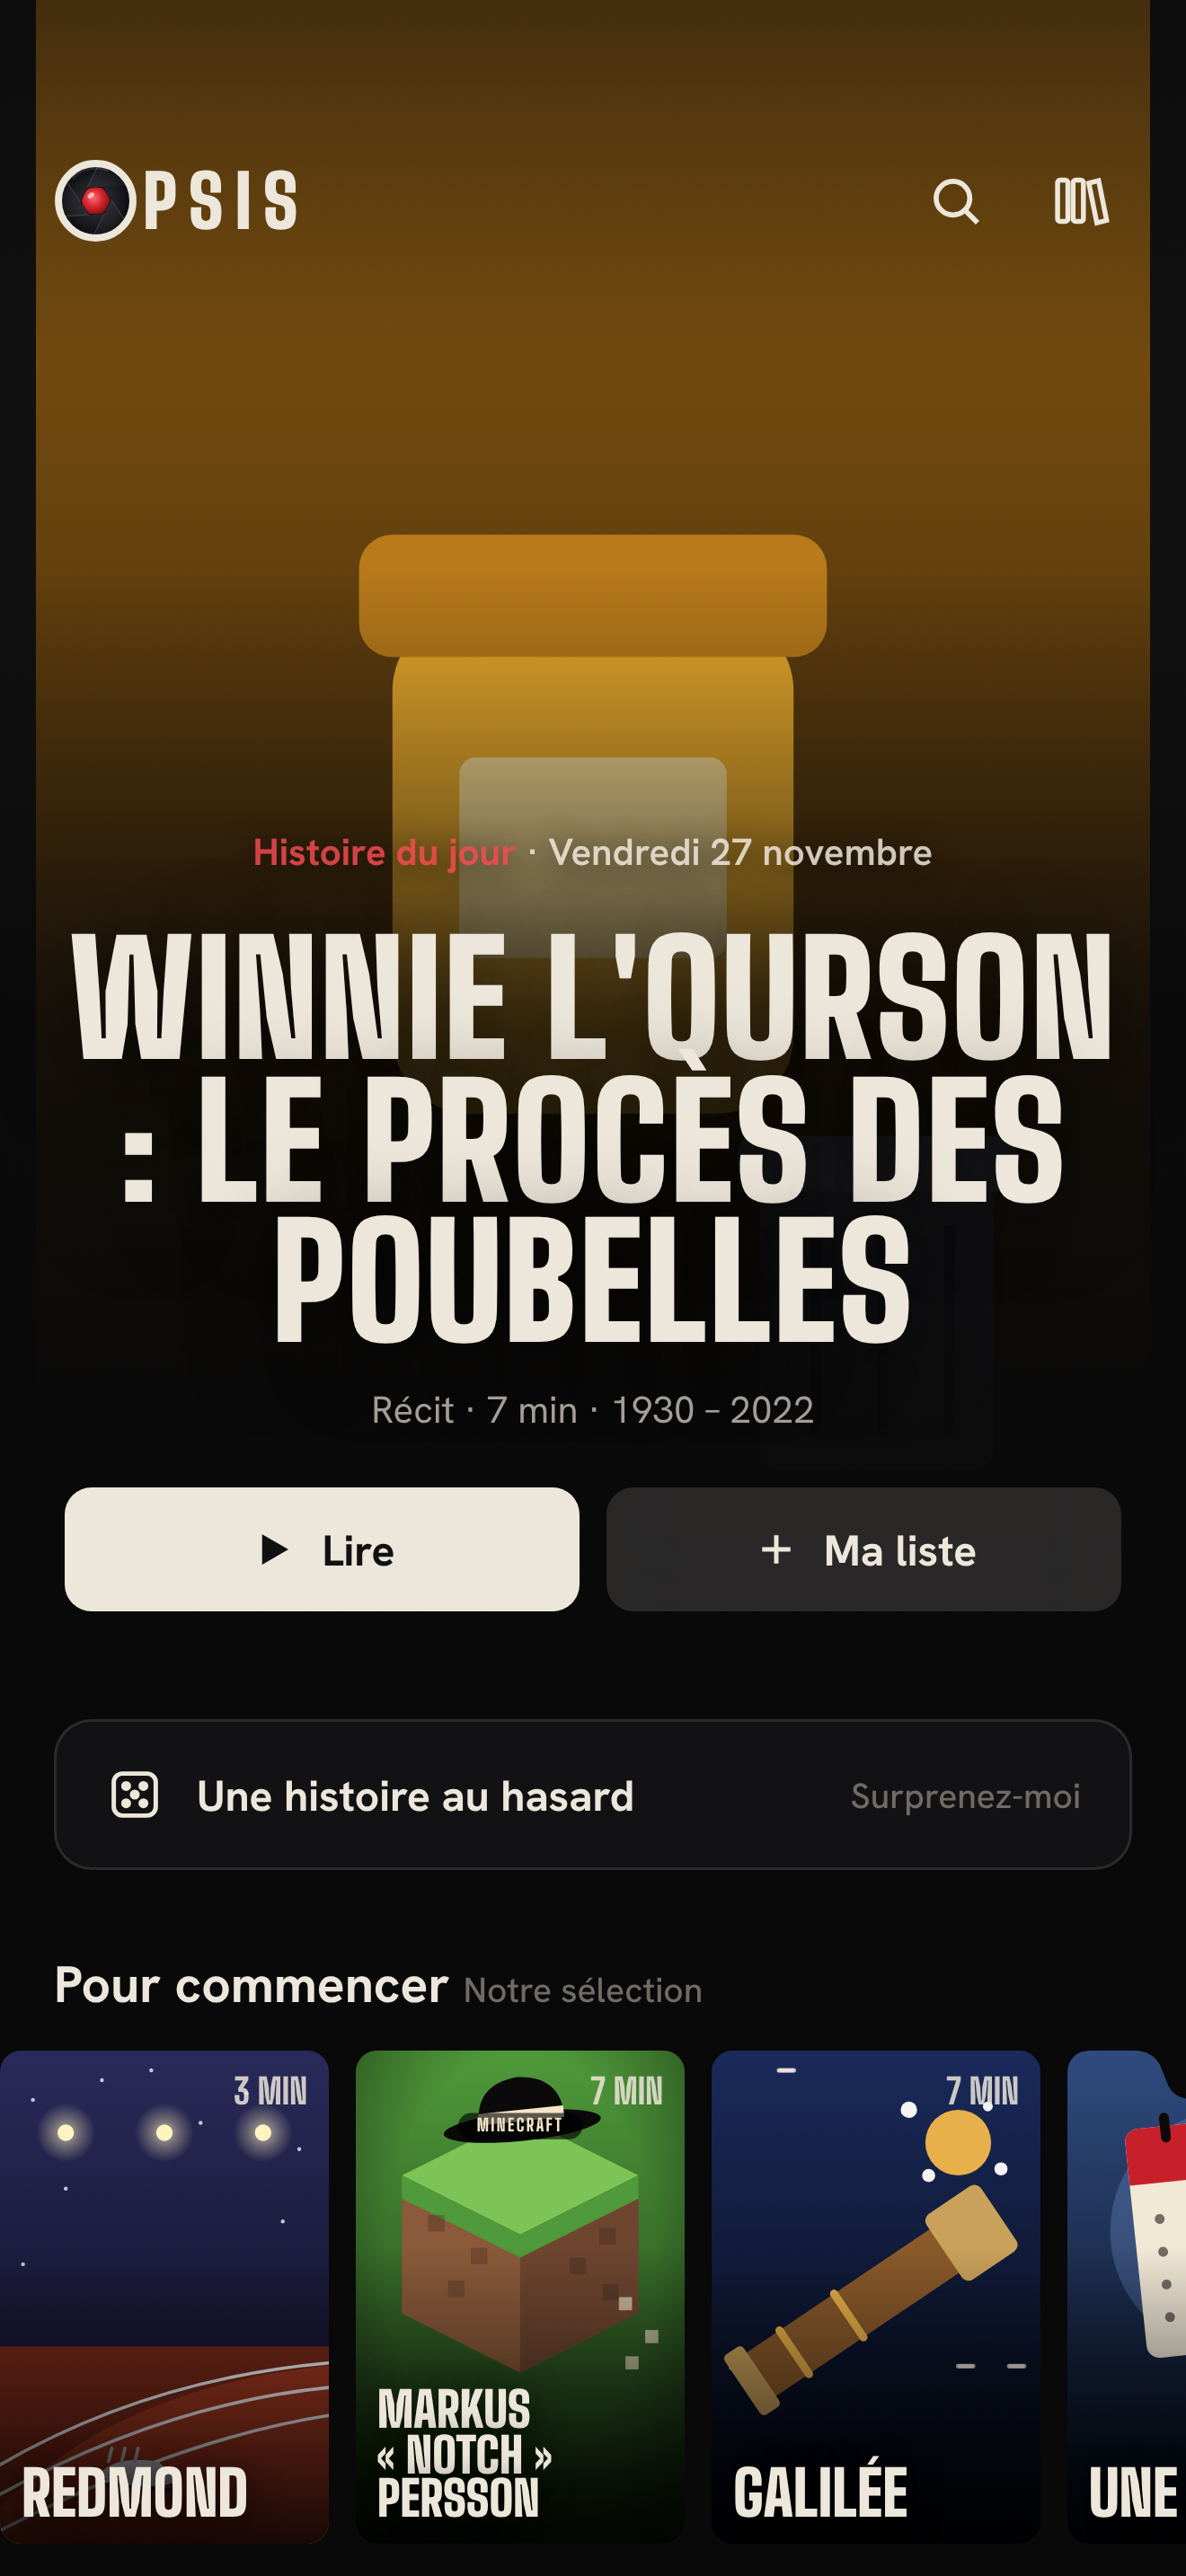 OPSIS
Histoire du jour · Vendredi 27 novembre
WINNIE L'OURSON
: LE PROCÈS DES
POUBELLES
Récit · 7 min · 1930 – 2022
Lire
Ma liste
Une histoire au hasard
Surprenez-moi
Pour commencer Notre sélection
3 MIN
REDMOND
7 MIN
MINECRAFT
MARKUS
« NOTCH »
PERSSON
7 MIN
GALILÉE
UNE